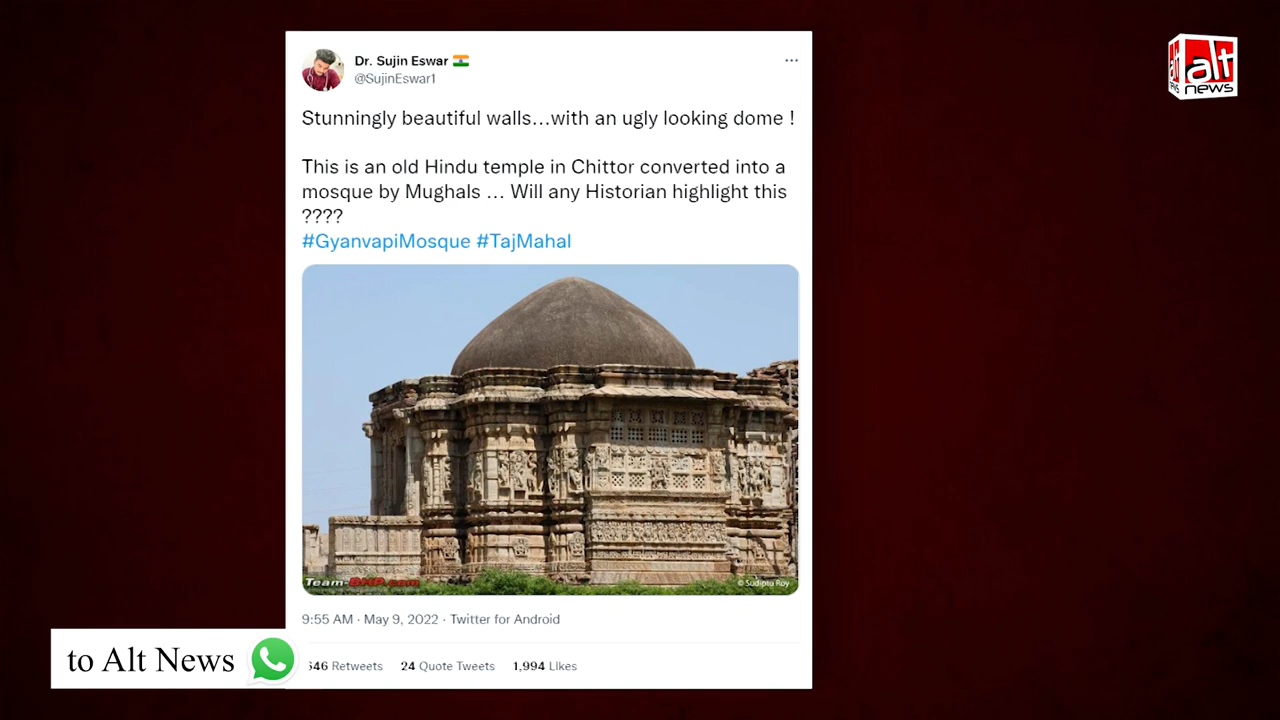 Dr. Sujin Eswar
@SujinEswar1
Stunningly beautiful walls...with an ugly looking dome !
This is an old Hindu temple in Chittor converted into a
mosque by Mughals ... Will any Historian highlight this
????
#GyanvapiMosque #TajMahal
Team-BHP.com
© Sudipto Roy
9:55 AM · May 9, 2022 · Twitter for Android
646 Retweets 24 Quote Tweets 1,994 Likes
to Alt News
alt
news